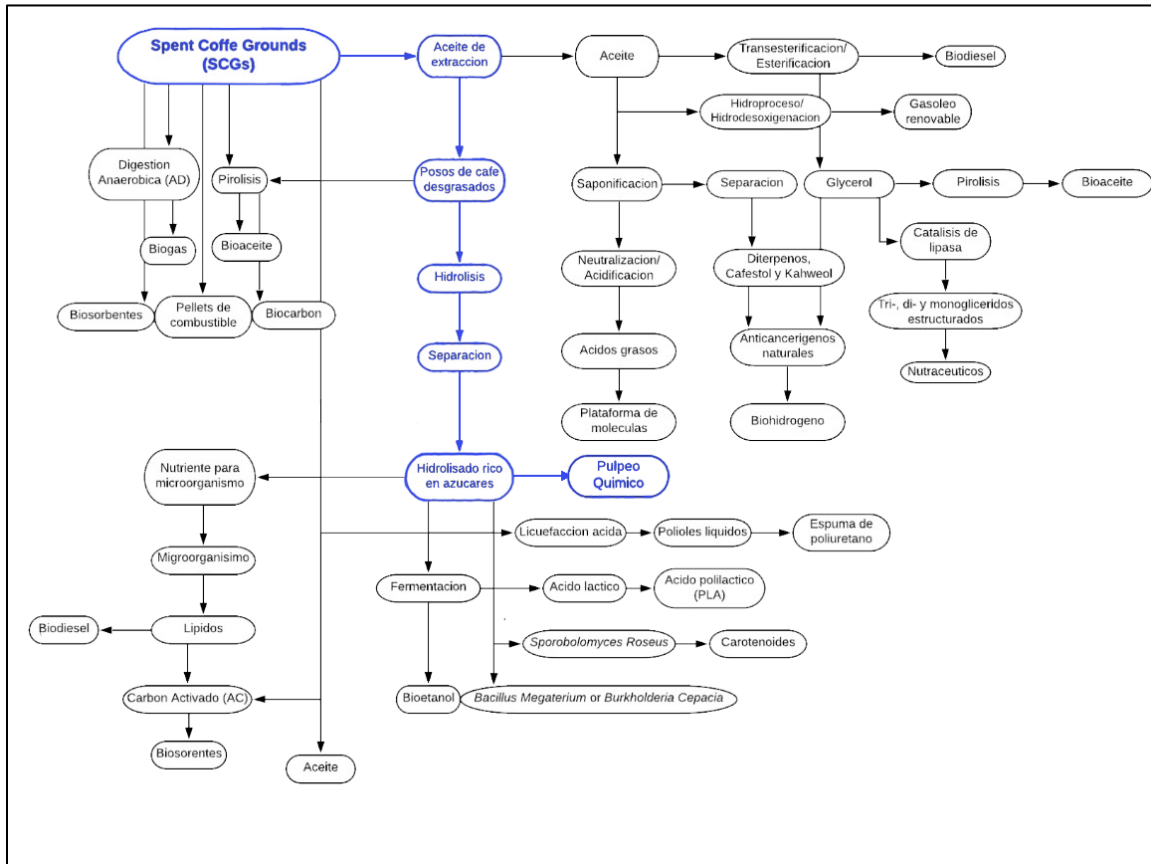 Spent Coffe Grounds
(SCGs)
Aceite de
extraccion
Aceite
Transesterificacion/
Esterificacion
Biodiesel
Hidroproceso/
Hidrodesoxigenacion
Gasoleo
renovable
Digestion
Anaerobica (AD)
Pirolisis
Posos de cafe
desgrasados
Saponificacion
Separacion
Glycerol
Pirolisis
Bioaceite
Biogas
Bioaceite
Catalisis de
lipasa
Neutralizacion/
Acidificacion
Diterpenos,
Cafestol y Kahweol
Hidrolisis
Biosorbentes
Pellets de
combustible
Biocarbon
Tri-, di- y monogliceridos
estructurados
Separacion
Acidos grasos
Anticancerigenos
naturales
Nutraceuticos
Plataforma de
moleculas
Biohidrogeno
Nutriente para
microorganismo
Hidrolisado rico
en azucares
Pulpeo
Quimico
Licuefaccion acida
Polioles liquidos
Espuma de
poliuretano
Migroorganisimo
Fermentacion
Acido lactico
Acido polilactico
(PLA)
Biodiesel
Lipidos
Sporobolomyces Roseus
Carotenoides
Carbon Activado (AC)
Bioetanol
Bacillus Megaterium or Burkholderia Cepacia
Biosorentes
Aceite